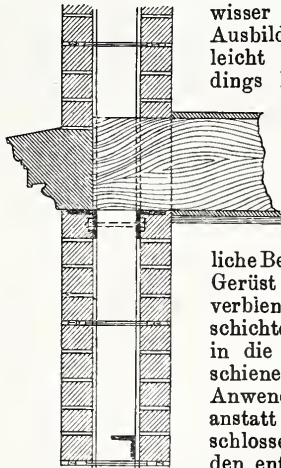 wisser
Ausbild
leicht
dings
liche Be
Gerüst
verbien
schichte
in die
schiene
Anwend
anstatt
schlosse
den ent